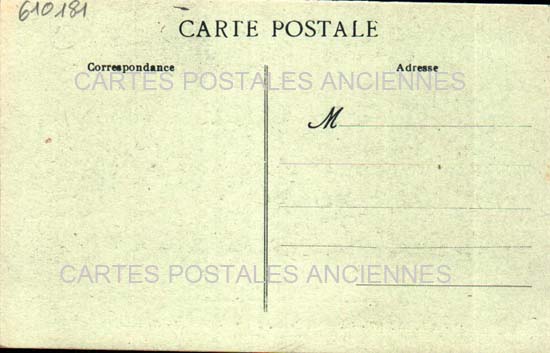 610181
CARTE POSTALE
Correspondance
Adresse
CARTES POSTALES ANCIENNES
M
CARTES POSTALES ANCIENNES